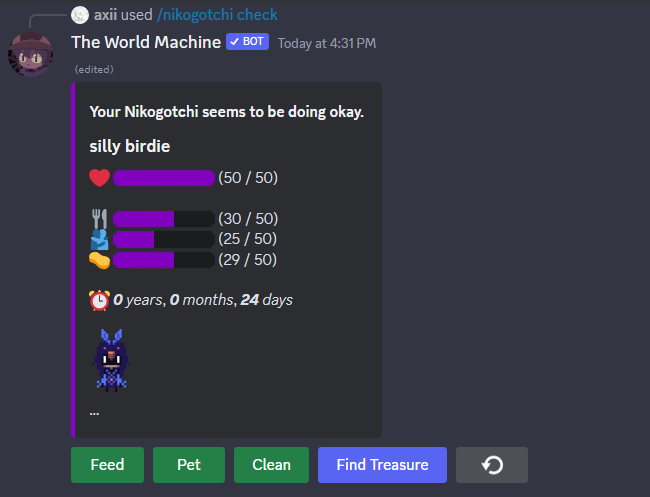 axii used /nikogotchi check
The World Machine ✓ BOT Today at 4:31 PM
(edited)
Your Nikogotchi seems to be doing okay.
silly birdie
(50 / 50)
(30 / 50)
(25 / 50)
(29 / 50)
0 years, 0 months, 24 days
...
Feed Pet Clean Find Treasure